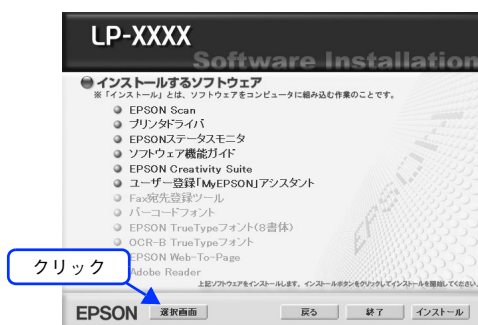 LP-XXXX
Software Installation
インストールするソフトウェア
※「インストール」とは、ソフトウェアをコンピュータに組み込む作業のことです。
EPSON Scan
プリンタドライバ
EPSONステータスモニタ
ソフトウェア機能ガイド
EPSON Creativity Suite
ユーザー登録「MyEPSON」アシスタント
Fax宛先登録ツール
バーコードフォント
EPSON TrueTypeフォント(8書体)
OCR-B TrueTypeフォント
EPSON Web-To-Page
Adobe Reader
クリック
上記ソフトウェアをインストールします。インストールボタンをクリックしてインストールを開始してください。
EPSON 選択画面 戻る 終了 インストール
EPSON